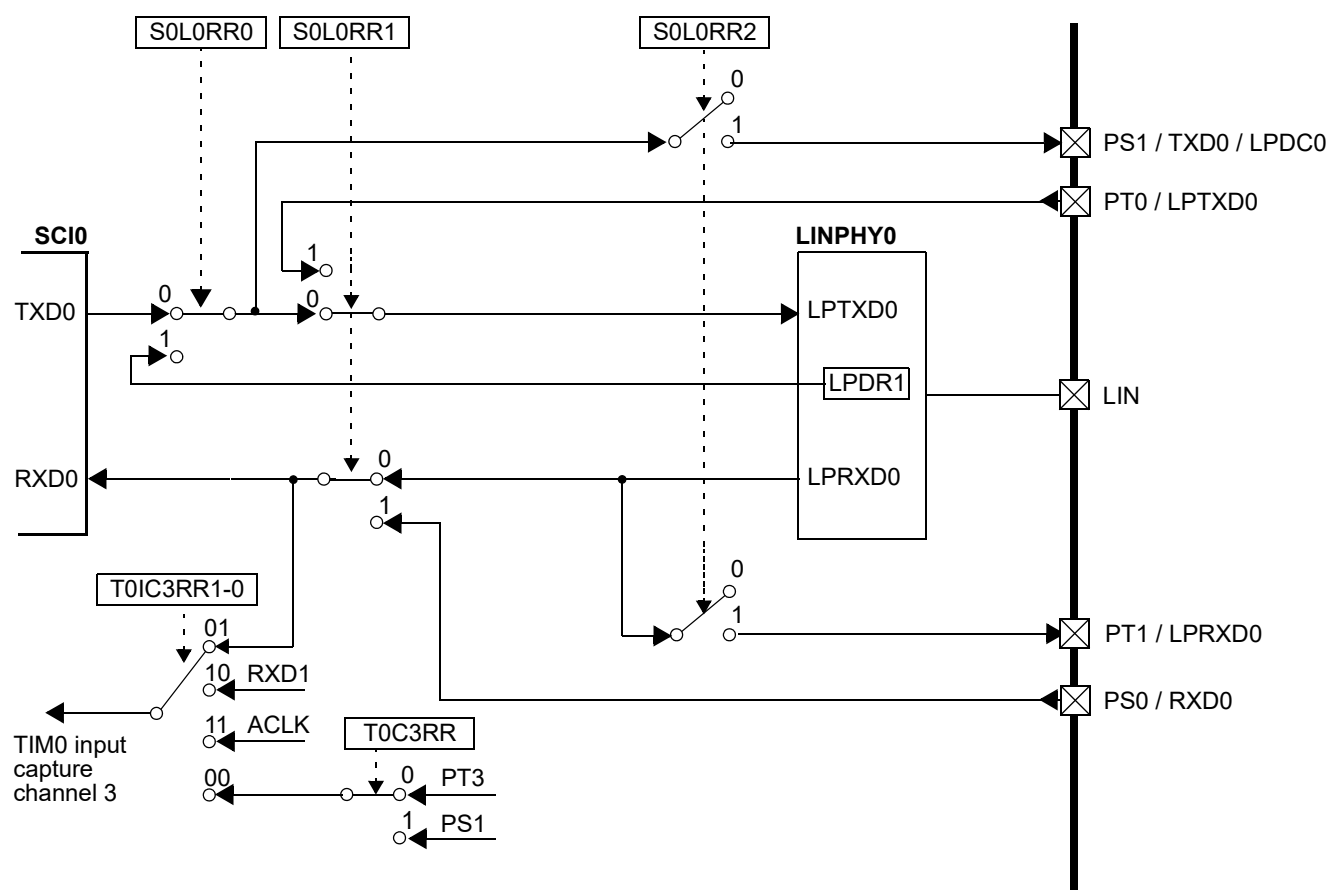 S0L0RR0
S0L0RR1
S0L0RR2
0
1
PS1 / TXD0 / LPDC0
PT0 / LPTXD0
SCI0
LINPHY0
1
TXD0
0
0
LPTXD0
1
LPDR1
LIN
RXD0
0
LPRXD0
1
T0IC3RR1-0
0
1
01
PT1 / LPRXD0
10
RXD1
PS0 / RXD0
11
ACLK
T0C3RR
TIM0 input
capture
channel 3
00
0
PT3
1
PS1